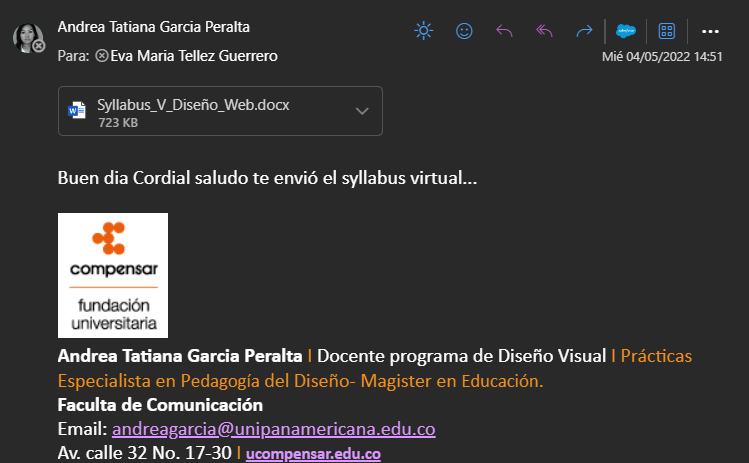 Andrea Tatiana Garcia Peralta
Para: Eva Maria Tellez Guerrero
Mié 04/05/2022 14:51
Syllabus_V_Diseño_Web.docx
723 KB
Buen dia Cordial saludo te envió el syllabus virtual...
compensar
fundación
universitaria
Andrea Tatiana Garcia Peralta I Docente programa de Diseño Visual I Prácticas
Especialista en Pedagogía del Diseño- Magister en Educación.
Faculta de Comunicación
Email: andreagarcia@unipanamericana.edu.co
Av. calle 32 No. 17-30 I ucompensar.edu.co